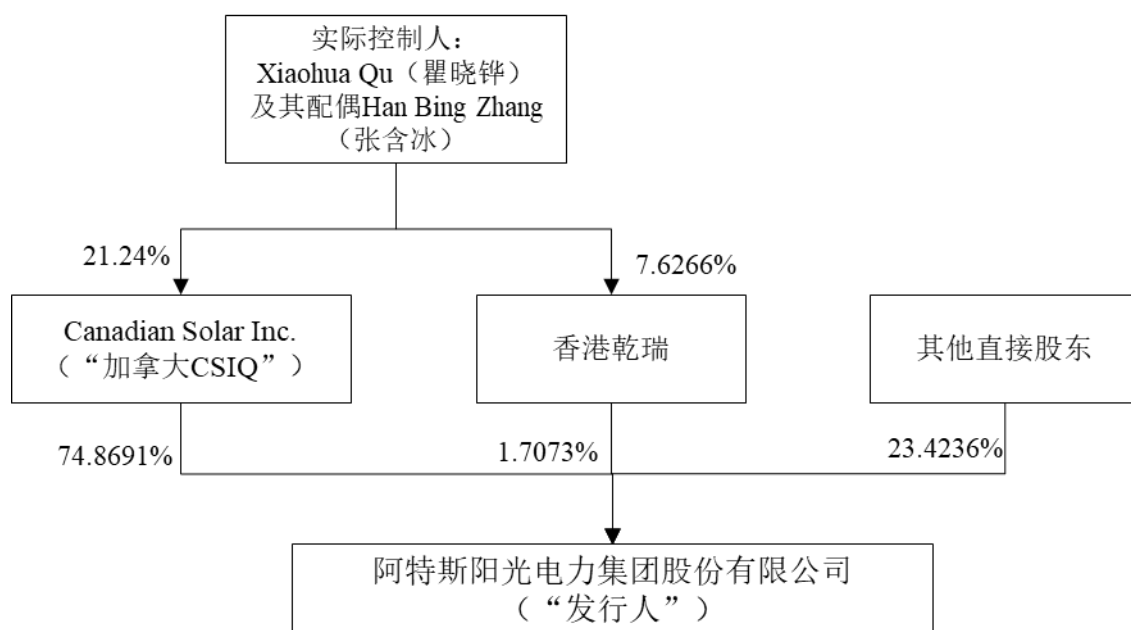 实际控制人：
Xiaohua Qu（瞿晓铧）
及其配偶Han Bing Zhang
（张含冰）
21.24%
7.6266%
Canadian Solar Inc.
（“加拿大CSIQ”）
香港乾瑞
其他直接股东
74.8691%
1.7073%
23.4236%
阿特斯阳光电力集团股份有限公司
（“发行人”）